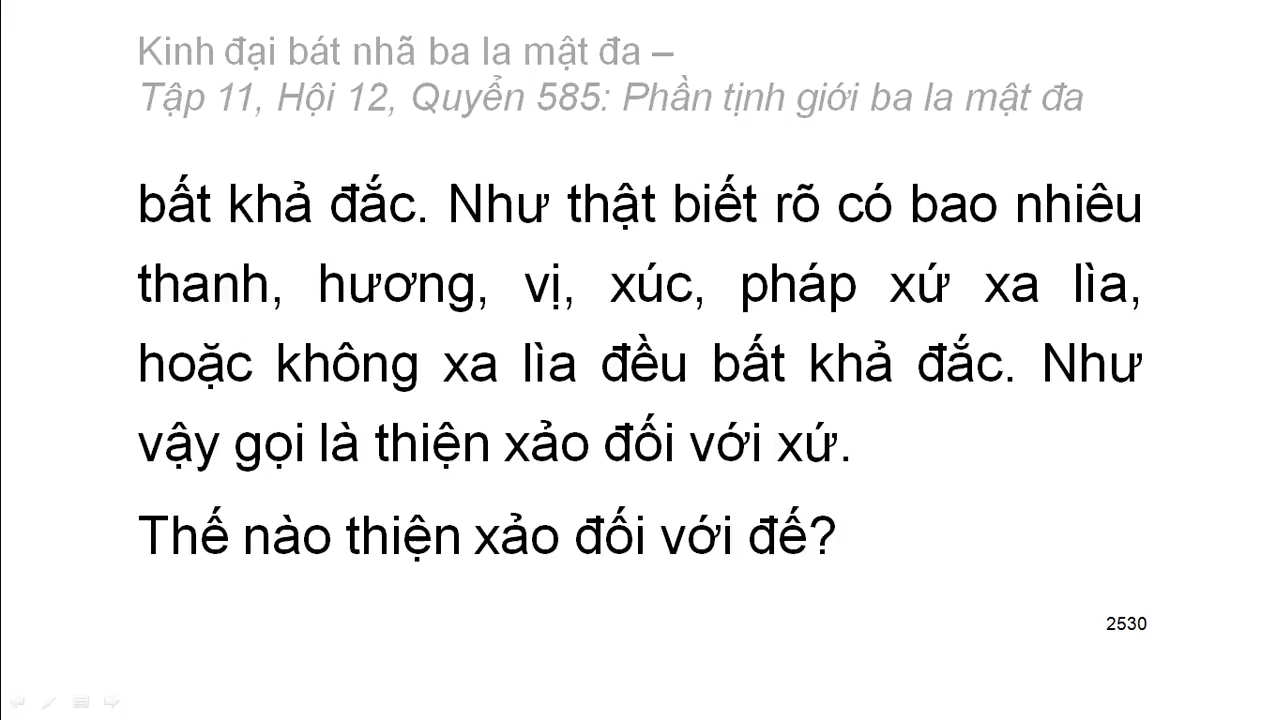 Kinh đại bát nhã ba la mật đa –
Tập 11, Hội 12, Quyển 585: Phần tịnh giới ba la mật đa
bất khả đắc. Như thật biết rõ có bao nhiêu
thanh, hương, vị, xúc, pháp xứ xa lìa,
hoặc không xa lìa đều bất khả đắc. Như
vậy gọi là thiện xảo đối với xứ.
Thế nào thiện xảo đối với đế?
2530